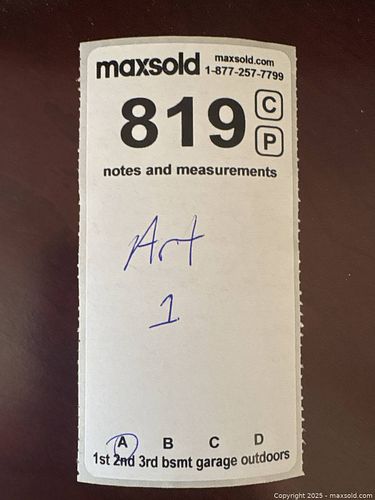 maxsold maxsold.com
1-877-257-7799
819 C
P
notes and measurements
Art
1
A B C D
1st 2nd 3rd bsmt garage outdoors
Copyright 2025 - maxsold.com